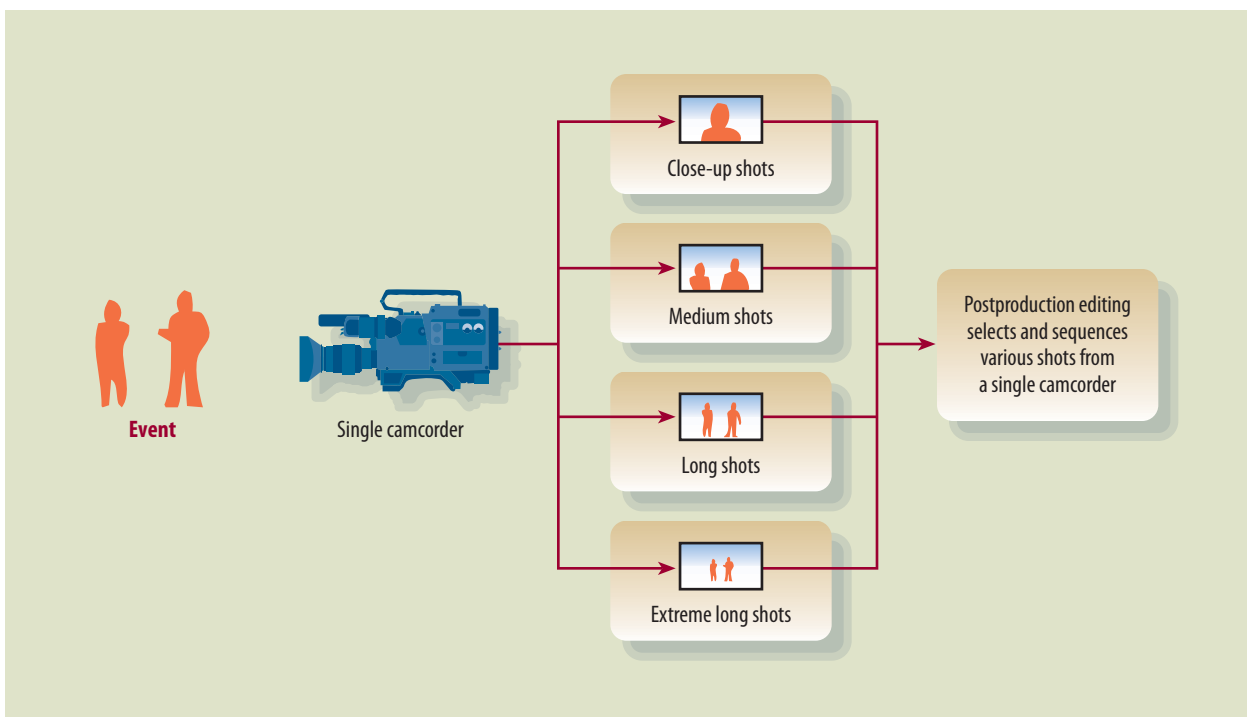 Event
Single camcorder
Close-up shots
Medium shots
Long shots
Extreme long shots
Postproduction editing
selects and sequences
various shots from
a single camcorder